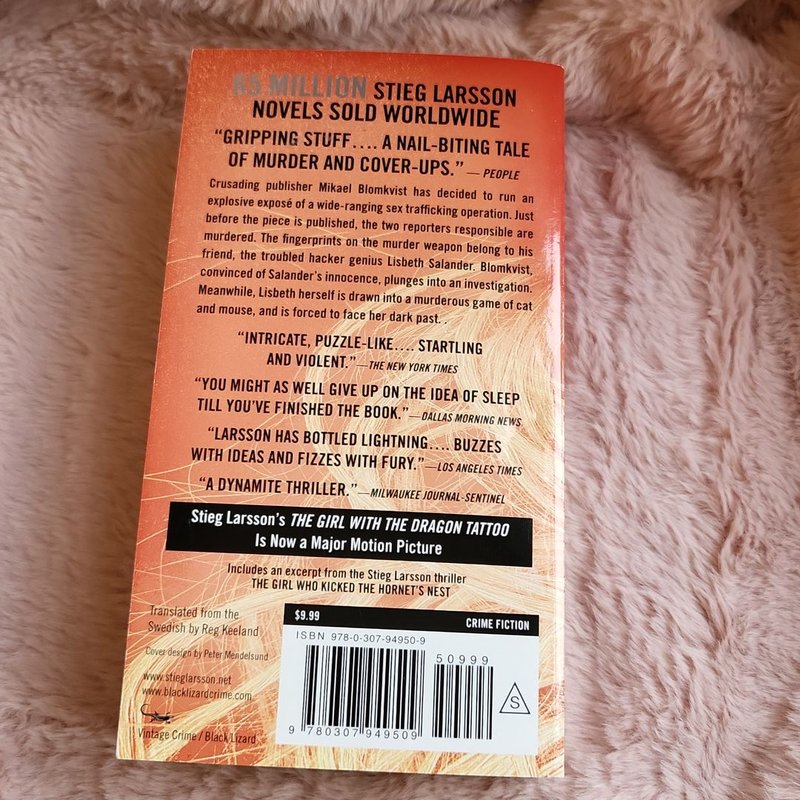 65 MILLION STIEG LARSSON
NOVELS SOLD WORLDWIDE
“GRIPPING STUFF.... A NAIL-BITING TALE
OF MURDER AND COVER-UPS.” — PEOPLE
Crusading publisher Mikael Blomkvist has decided to run an
explosive exposé of a wide-ranging sex trafficking operation. Just
before the piece is published, the two reporters responsible are
murdered. The fingerprints on the murder weapon belong to his
friend, the troubled hacker genius Lisbeth Salander. Blomkvist,
convinced of Salander’s innocence, plunges into an investigation.
Meanwhile, Lisbeth herself is drawn into a murderous game of cat
and mouse, and is forced to face her dark past. .
“INTRICATE, PUZZLE-LIKE.... STARTLING
AND VIOLENT.” —THE NEW YORK TIMES
“YOU MIGHT AS WELL GIVE UP ON THE IDEA OF SLEEP
TILL YOU’VE FINISHED THE BOOK.” —DALLAS MORNING NEWS
“LARSSON HAS BOTTLED LIGHTNING.... BUZZES
WITH IDEAS AND FIZZES WITH FURY.” —LOS ANGELES TIMES
“A DYNAMITE THRILLER.” —MILWAUKEE JOURNAL-SENTINEL
Stieg Larsson’s THE GIRL WITH THE DRAGON TATTOO
Is Now a Major Motion Picture
Includes an excerpt from the Stieg Larsson thriller
THE GIRL WHO KICKED THE HORNET’S NEST
Translated from the
Swedish by Reg Keeland
Cover design by Peter Mendelsund
www.stieglarsson.net
www.blacklizardcrime.com
Vintage Crime / Black Lizard
$9.99 CRIME FICTION
ISBN 978-0-307-94950-9
50999
S
9 780307 949509